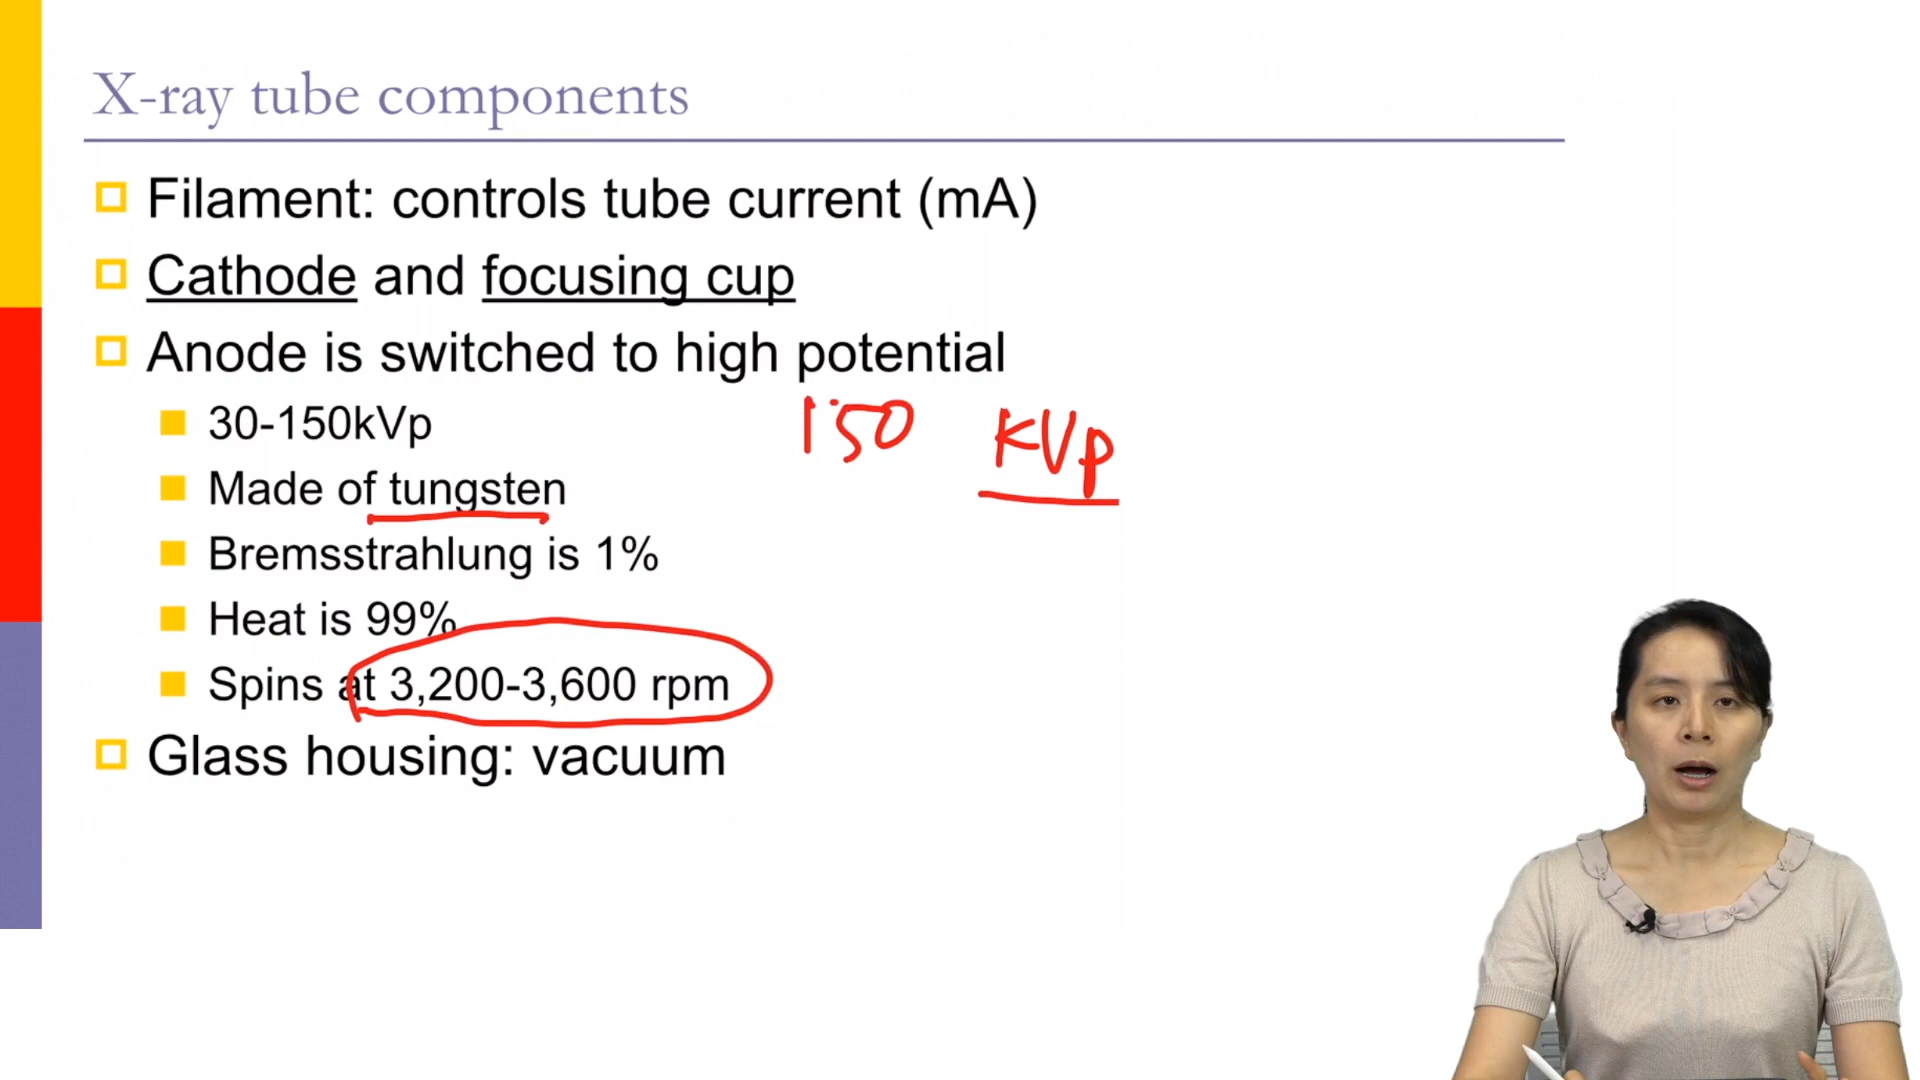 X-ray tube components
Filament: controls tube current (mA)
Cathode and focusing cup
Anode is switched to high potential
30-150kVp
150 KVp
Made of tungsten
Bremsstrahlung is 1%
Heat is 99%
Spins at 3,200-3,600 rpm
Glass housing: vacuum